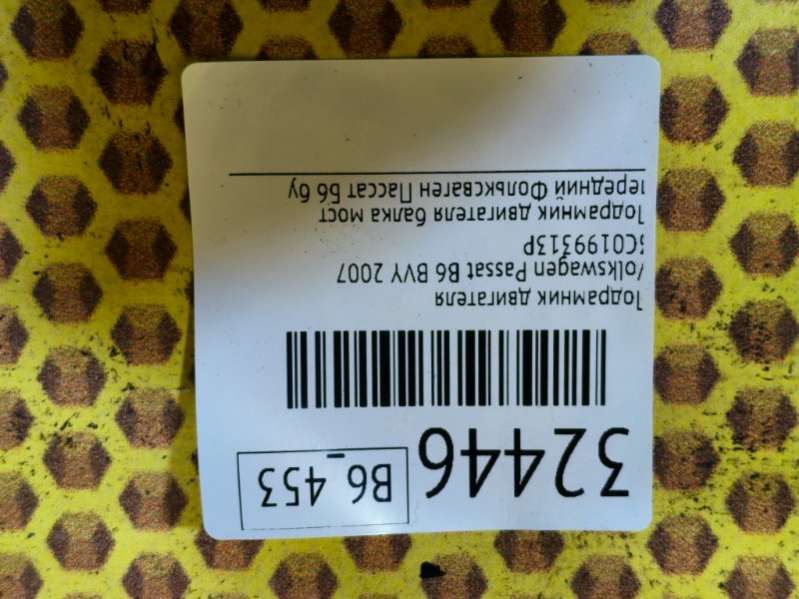 32446
B6_453
Подрамник двигателя
Volkswagen Passat B6 BVY 2007
3C0199313P
Подрамник двигателя балка мост
передний Фольксваген Пассат Б6 бу